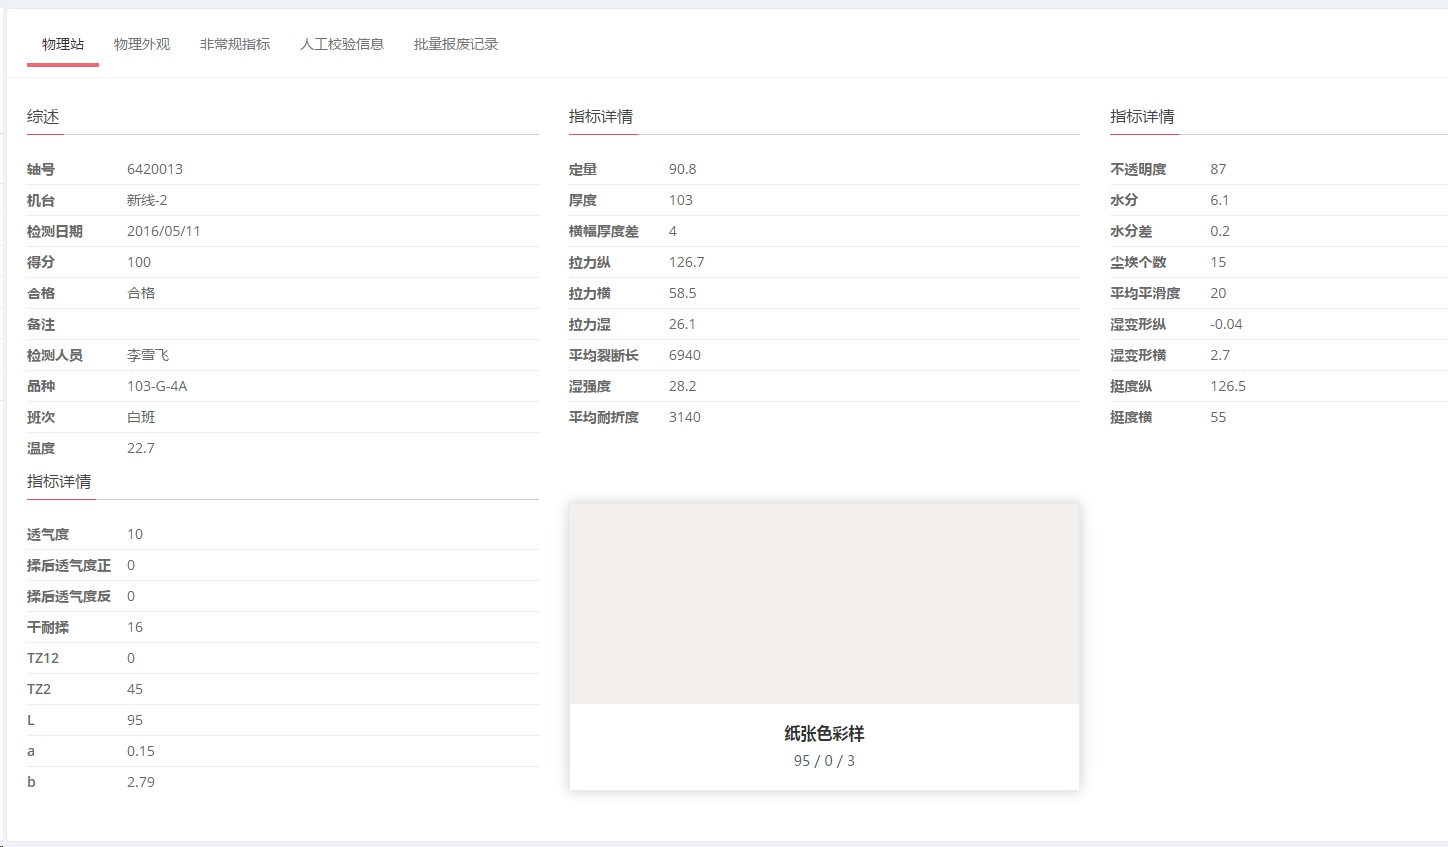 物理站 物理外观 非常规指标 人工校验信息 批量报废记录
综述
轴号 6420013
机台 新线-2
检测日期 2016/05/11
得分 100
合格 合格
备注
检测人员 李雪飞
品种 103-G-4A
班次 白班
温度 22.7
指标详情
定量 90.8
厚度 103
横幅厚度差 4
拉力纵 126.7
拉力横 58.5
拉力湿 26.1
平均裂断长 6940
湿强度 28.2
平均耐折度 3140
指标详情
不透明度 87
水分 6.1
水分差 0.2
尘埃个数 15
平均平滑度 20
湿变形纵 -0.04
湿变形横 2.7
挺度纵 126.5
挺度横 55
指标详情
透气度 10
揉后透气度正 0
揉后透气度反 0
干耐揉 16
TZ12 0
TZ2 45
L 95
a 0.15
b 2.79
纸张色彩样
95 / 0 / 3